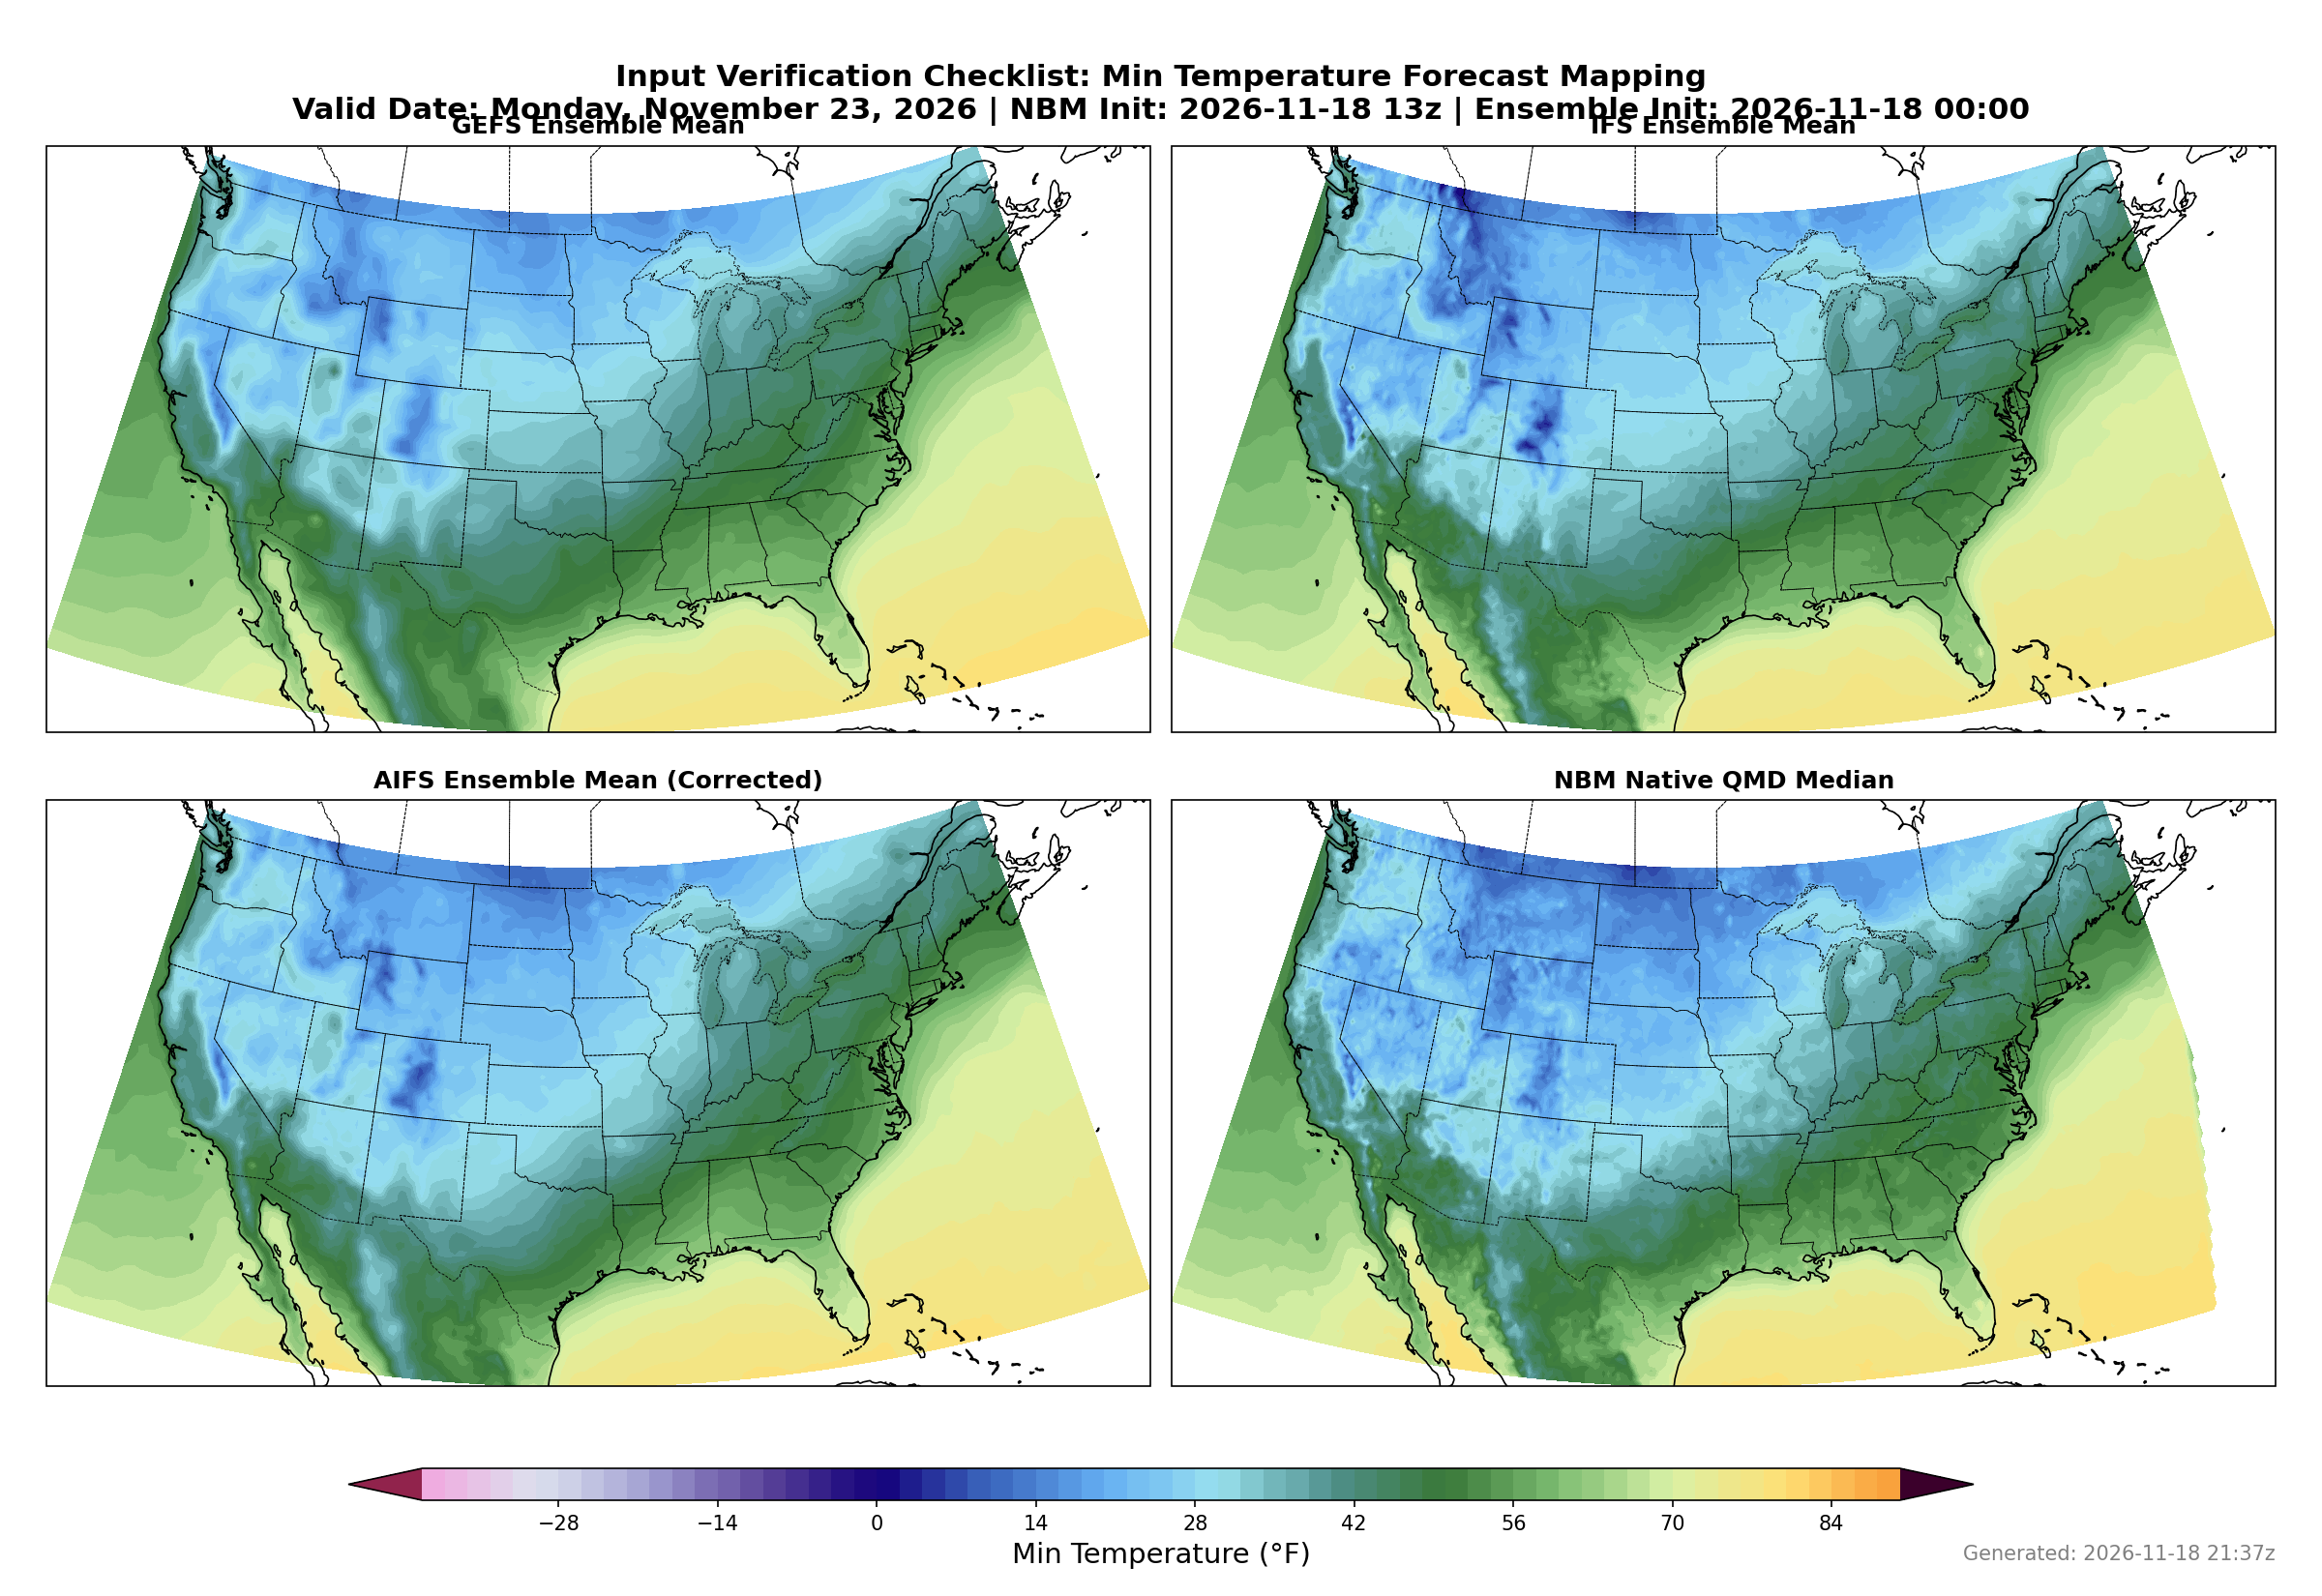 Input Verification Checklist: Min Temperature Forecast Mapping
Valid Date: Monday, November 23, 2026 | NBM Init: 2026-11-18 13z | Ensemble Init: 2026-11-18 00:00
GEFS Ensemble Mean
IFS Ensemble Mean
AIFS Ensemble Mean (Corrected)
NBM Native QMD Median
−28 −14 0 14 28 42 56 70 84
Min Temperature (°F)
Generated: 2026-11-18 21:37z